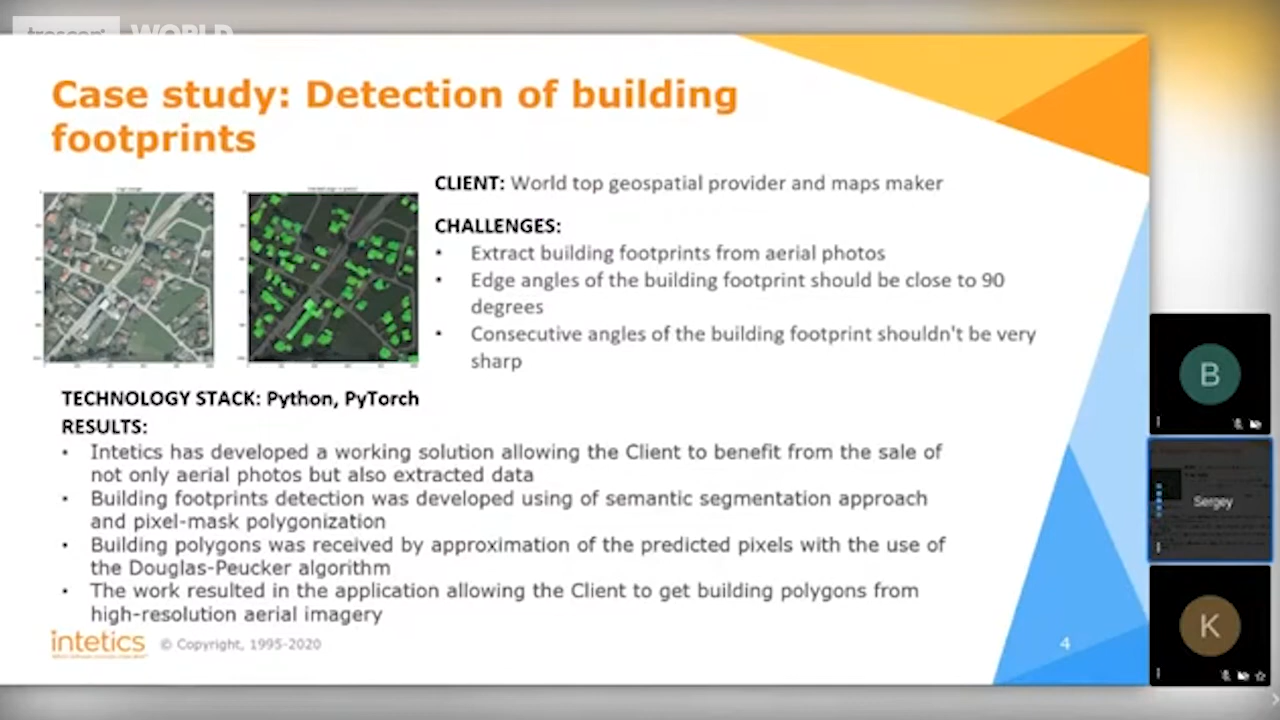 WORLD
Case study: Detection of building
footprints
CLIENT: World top geospatial provider and maps maker
CHALLENGES:
• Extract building footprints from aerial photos
• Edge angles of the building footprint should be close to 90
degrees
• Consecutive angles of the building footprint shouldn't be very
sharp
TECHNOLOGY STACK: Python, PyTorch
RESULTS:
• Intetics has developed a working solution allowing the Client to benefit from the sale of
not only aerial photos but also extracted data
• Building footprints detection was developed using of semantic segmentation approach
and pixel-mask polygonization
• Building polygons was received by approximation of the predicted pixels with the use of
the Douglas-Peucker algorithm
• The work resulted in the application allowing the Client to get building polygons from
high-resolution aerial imagery
intetics
© Copyright, 1995-2020
4
B
Sergey
K